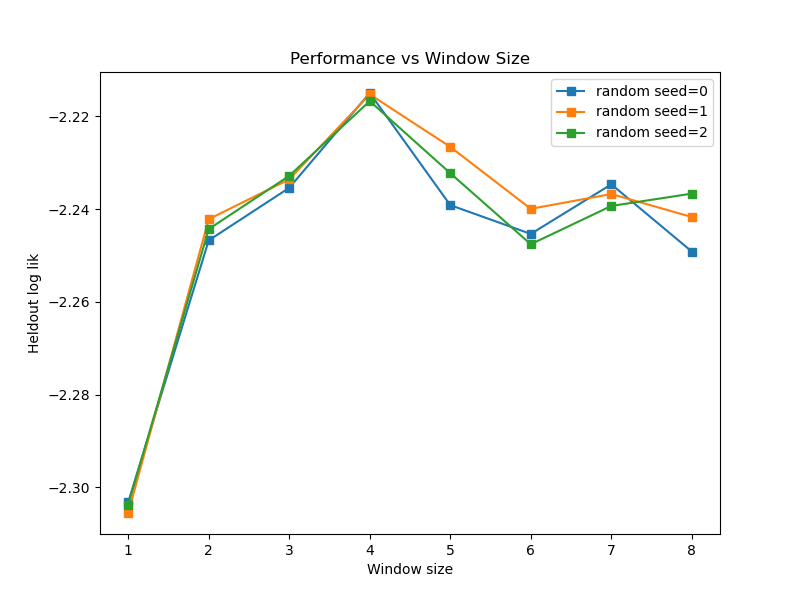 Performance vs Window Size
random seed=0
random seed=1
random seed=2
−2.22
−2.24
−2.26
−2.28
−2.30
Heldout log lik
1 2 3 4 5 6 7 8
Window size